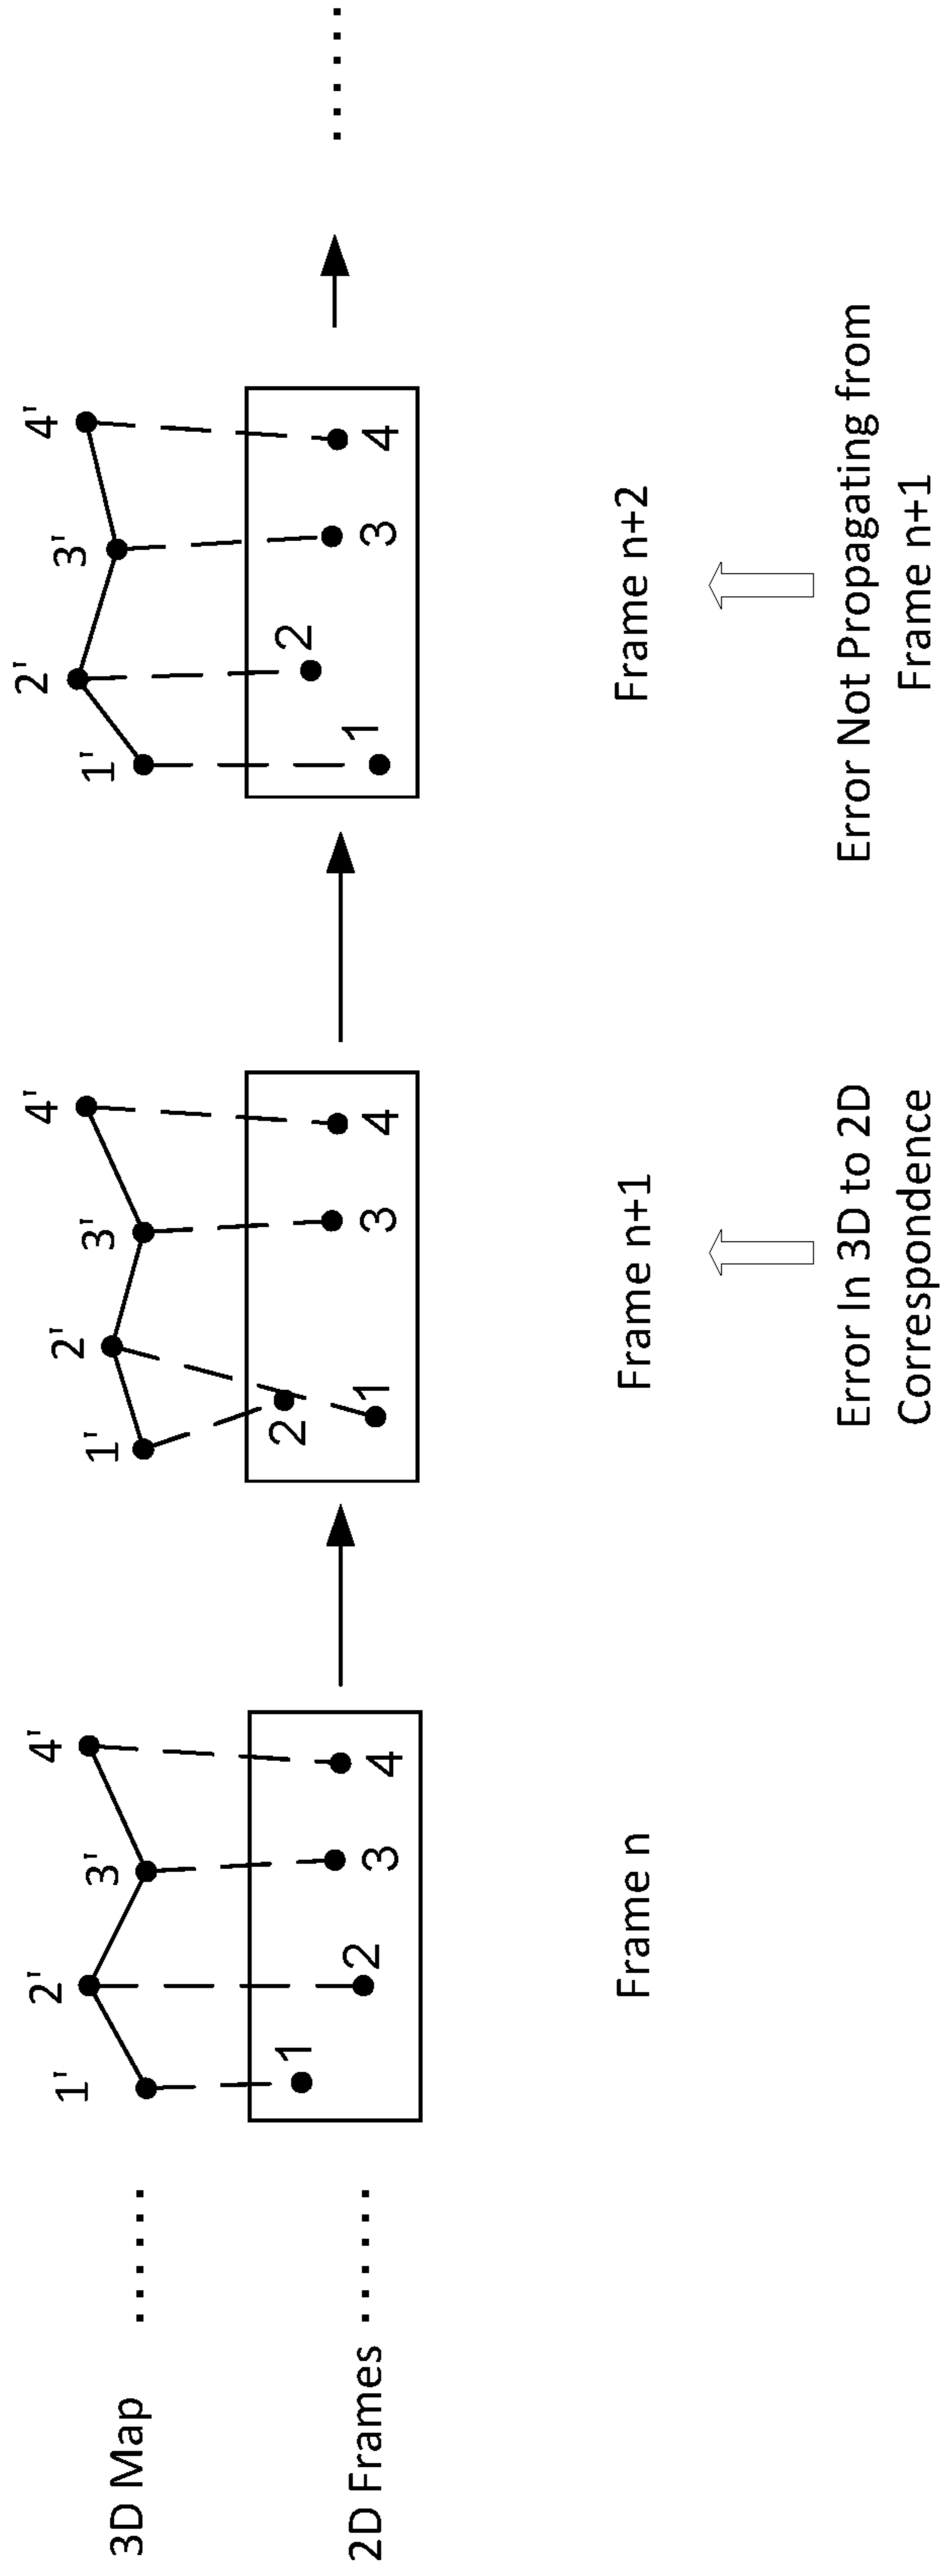 3D Map ......
1' 2' 3' 4'
1' 2' 3' 4'
1' 2' 3' 4'
2D Frames ......
1 2 3 4
2 1 3 4
1 2 3 4
......
Frame n
Frame n+1
Frame n+2
Error In 3D to 2D
Correspondence
Error Not Propagating from
Frame n+1